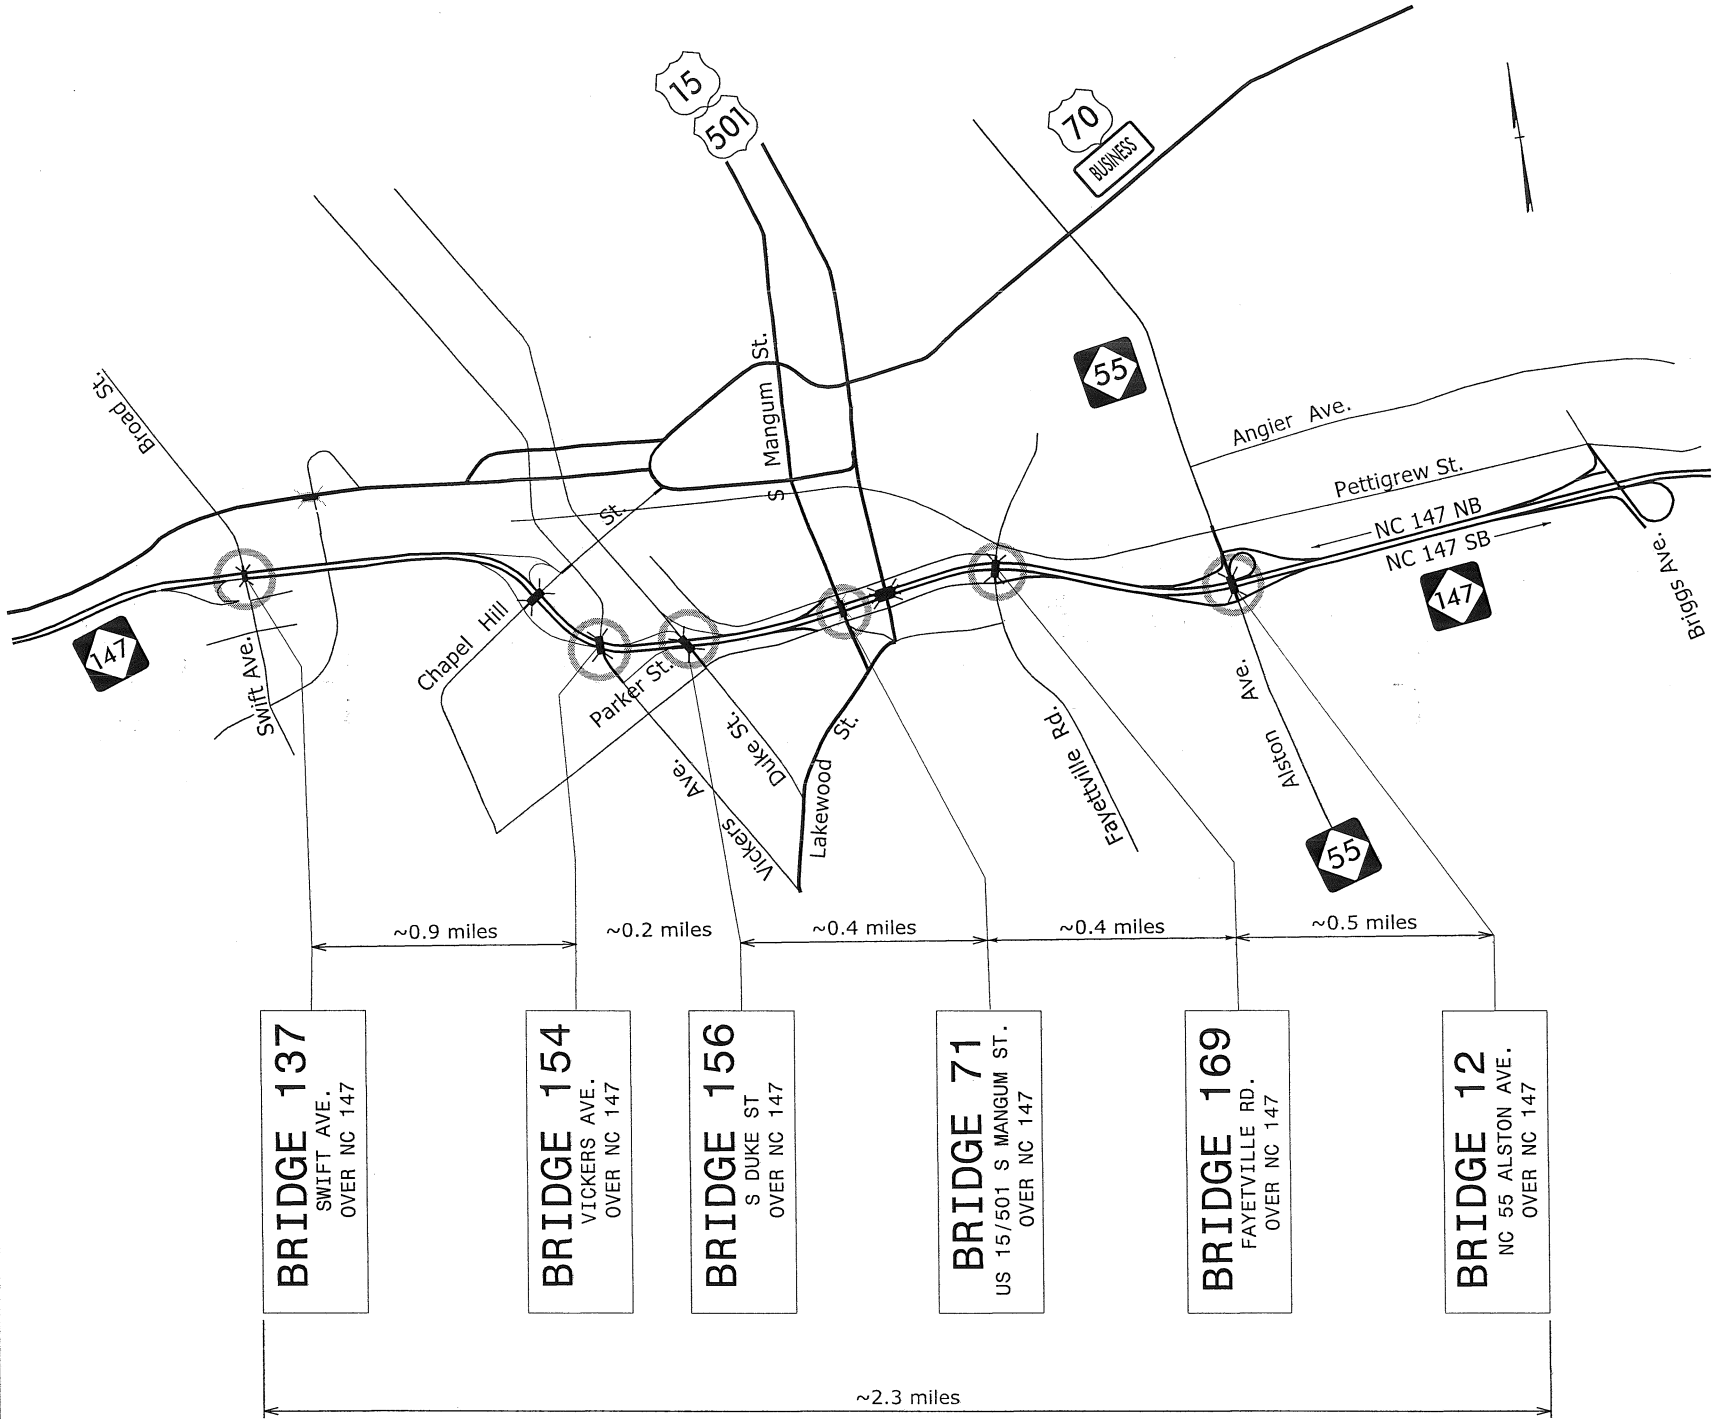 15
501
70
BUSINESS
Broad St.
S Mangum St.
55
Angier Ave.
Pettigrew St.
St.
NC 147 NB
NC 147 SB
147
Briggs Ave.
147
Swift Ave.
Chapel Hill
Parker St.
Duke St.
Vickers Ave.
Lakewood St.
Fayettville Rd.
Alston Ave.
55
~0.9 miles
~0.2 miles
~0.4 miles
~0.4 miles
~0.5 miles
BRIDGE 137
SWIFT AVE.
OVER NC 147
BRIDGE 154
VICKERS AVE.
OVER NC 147
BRIDGE 156
S DUKE ST
OVER NC 147
BRIDGE 71
US 15/501 S MANGUM ST.
OVER NC 147
BRIDGE 169
FAYETVILLE RD.
OVER NC 147
BRIDGE 12
NC 55 ALSTON AVE.
OVER NC 147
~2.3 miles